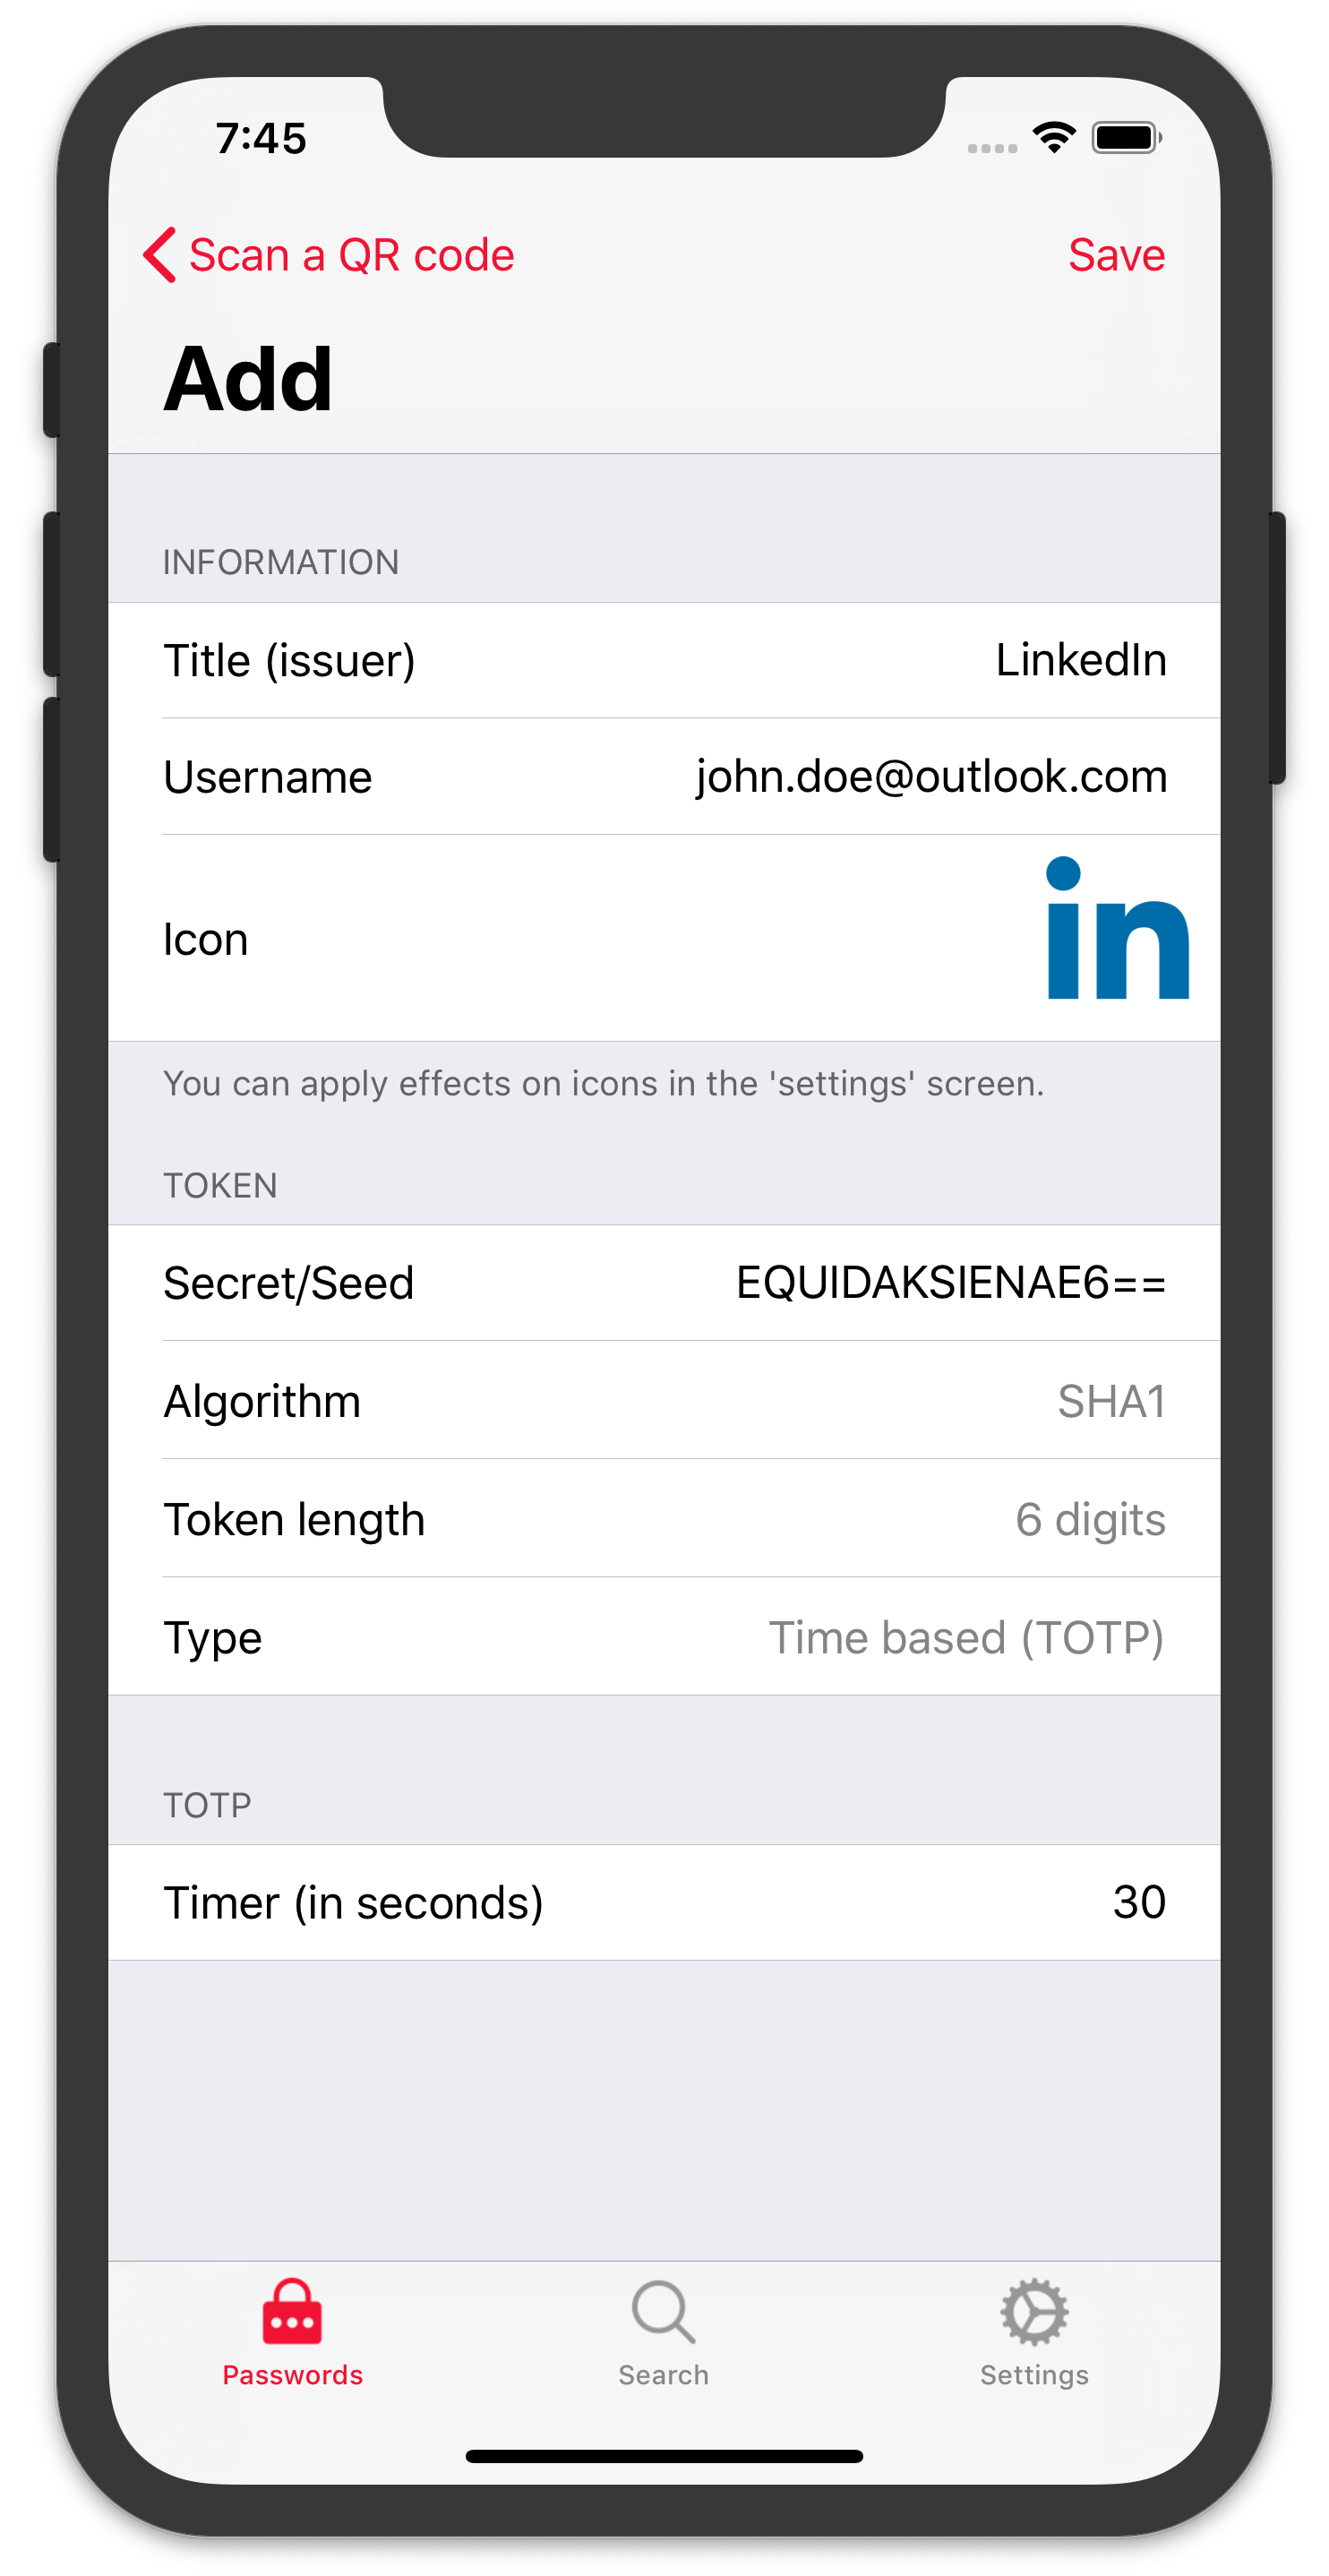 7:45
Scan a QR code Save
Add
INFORMATION
Title (issuer) LinkedIn
Username john.doe@outlook.com
Icon in
You can apply effects on icons in the 'settings' screen.
TOKEN
Secret/Seed EQUIDAKSIENAE6==
Algorithm SHA1
Token length 6 digits
Type Time based (TOTP)
TOTP
Timer (in seconds) 30
Passwords Search Settings